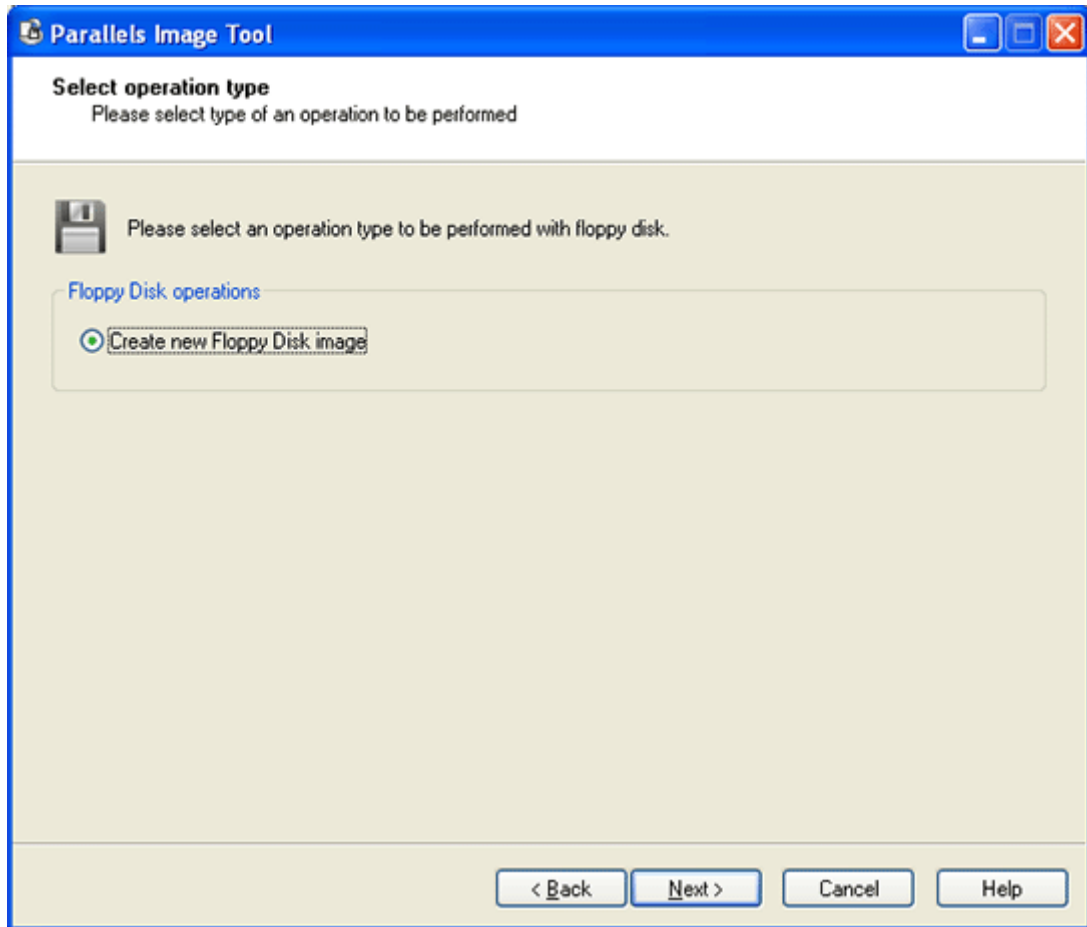 Parallels Image Tool
Select operation type
Please select type of an operation to be performed
Please select an operation type to be performed with floppy disk.
Floppy Disk operations
Create new Floppy Disk image
< Back Next > Cancel Help